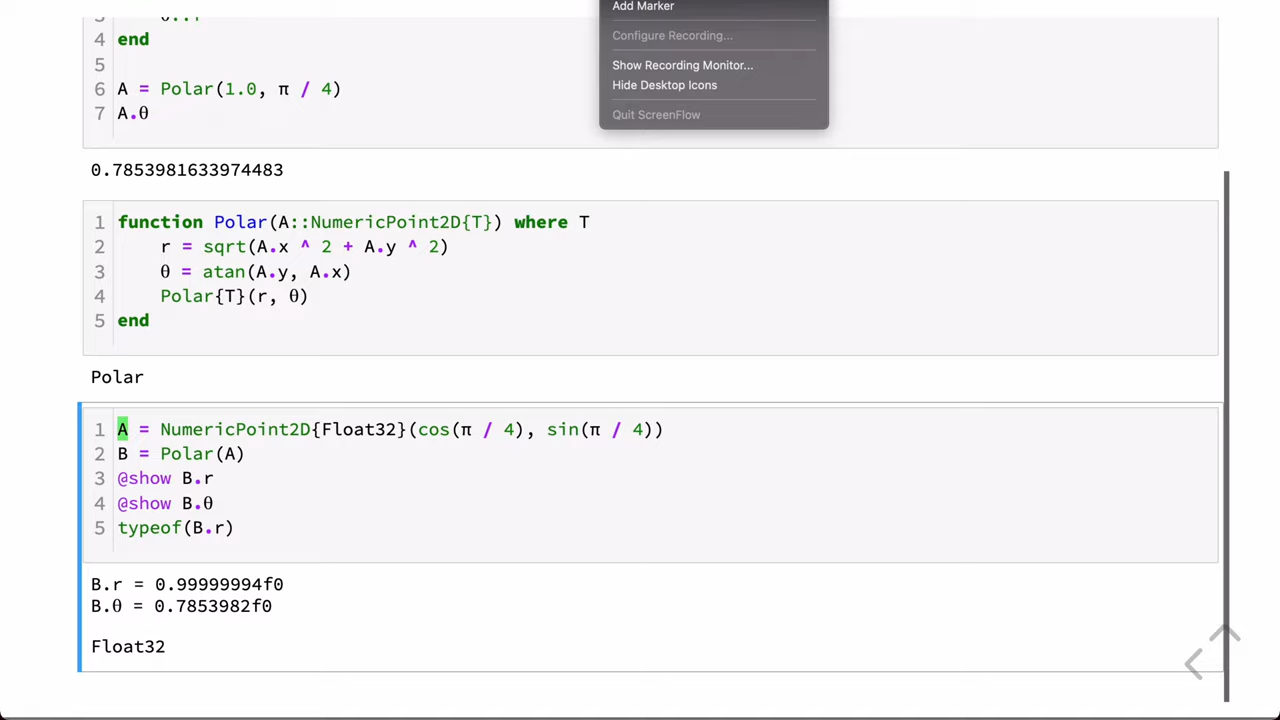 Add Marker
Configure Recording...
Show Recording Monitor...
Hide Desktop Icons
Quit ScreenFlow
3
4 end
5
6 A = Polar(1.0, π / 4)
7 A.θ
0.7853981633974483
1 function Polar(A::NumericPoint2D{T}) where T
2 r = sqrt(A.x ^ 2 + A.y ^ 2)
3 θ = atan(A.y, A.x)
4 Polar{T}(r, θ)
5 end
Polar
1 A = NumericPoint2D{Float32}(cos(π / 4), sin(π / 4))
2 B = Polar(A)
3 @show B.r
4 @show B.θ
5 typeof(B.r)
B.r = 0.99999994f0
B.θ = 0.7853982f0
Float32